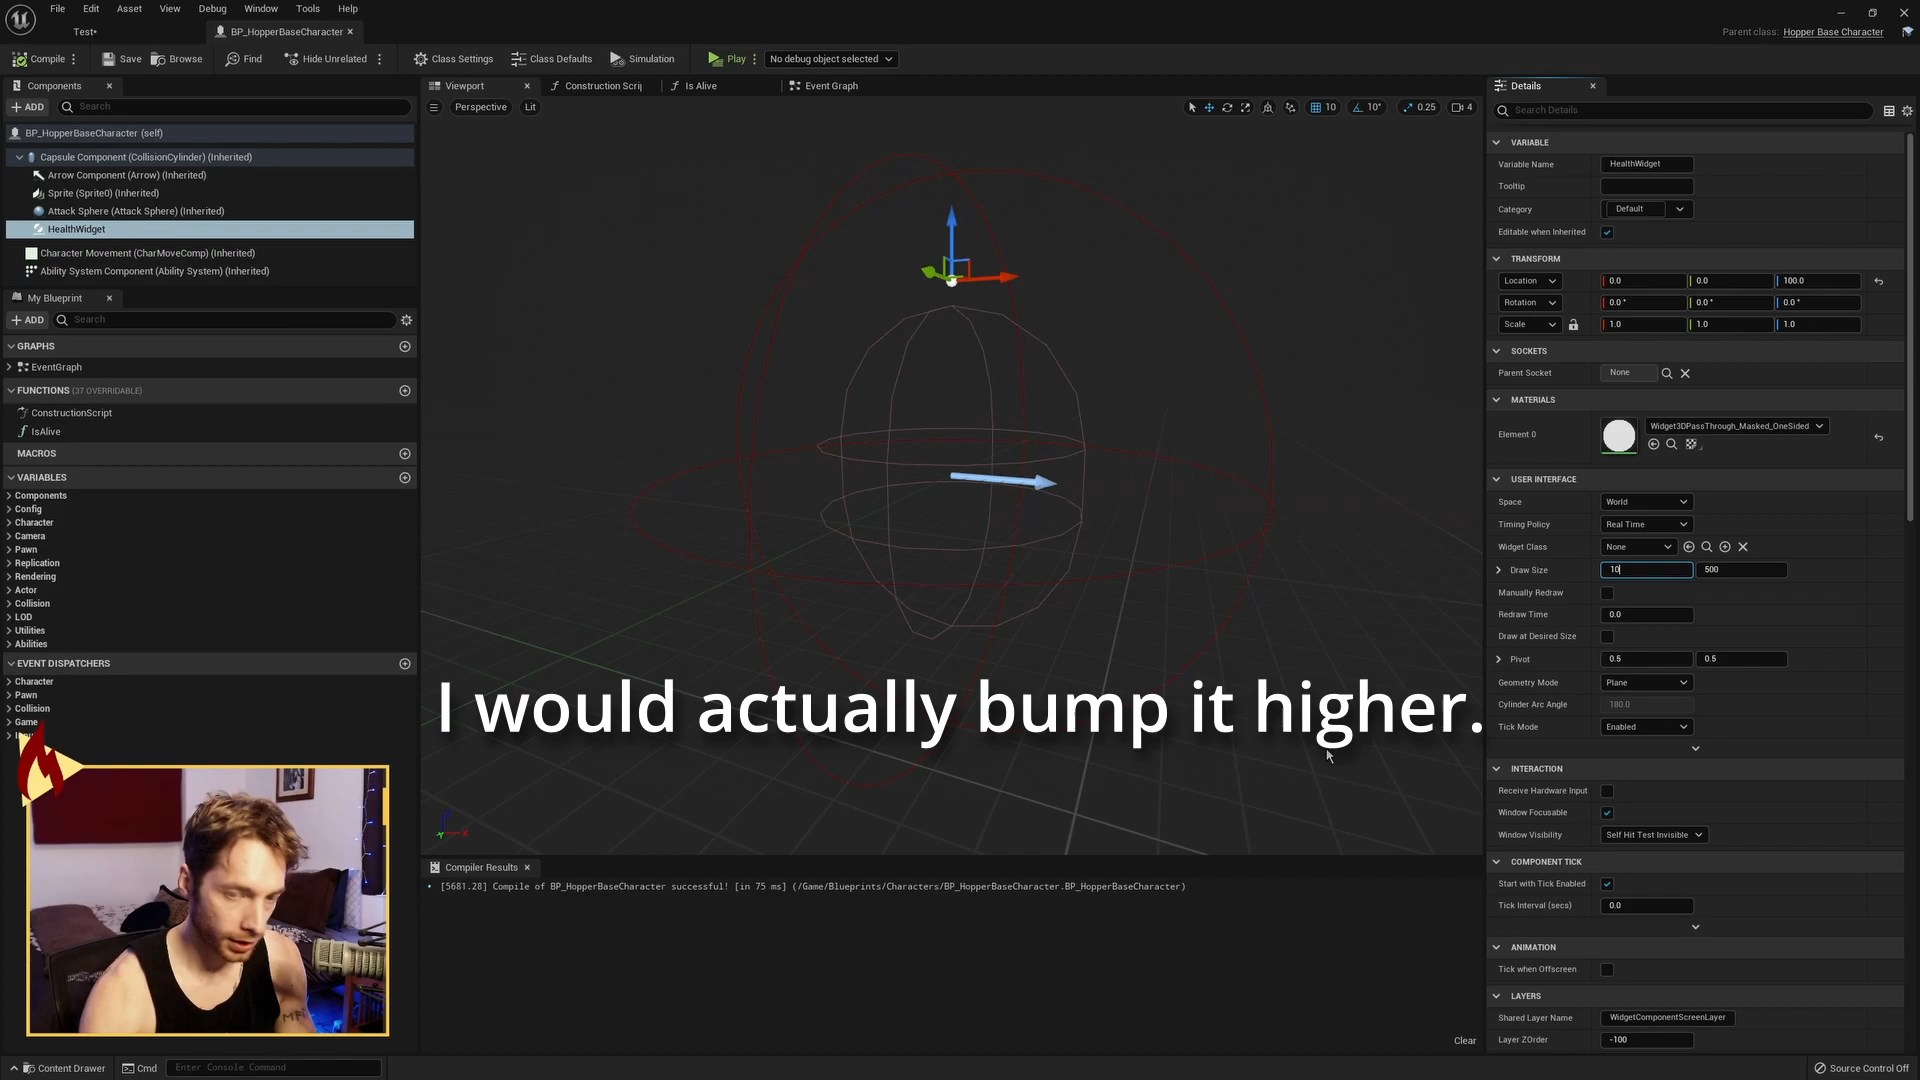 File Edit Asset View Window Debug Tools Help
Test*
BP_HopperBaseCharacter
Parent class: Hopper Base Character
Compile
Save
Browse
Find
Hide Unrelated
Class Settings
Class Defaults
Simulation
Play
No debug object selected
Components
ADD
Search
BP_HopperBaseCharacter (self)
Capsule Component (CollisionCylinder) (Inherited)
Arrow Component (Arrow) (Inherited)
Sprite (Sprite0) (Inherited)
Attack Sphere (Attack Sphere) (Inherited)
HealthWidget
Character Movement (CharMoveComp) (Inherited)
Ability System Component (Ability System) (Inherited)
My Blueprint
ADD
Search
GRAPHS
EventGraph
FUNCTIONS (37 OVERRIDABLE)
ConstructionScript
IsAlive
MACROS
VARIABLES
Components
Config
Character
Camera
Pawn
Replication
Rendering
Actor
Collision
LOD
Utilities
Abilities
EVENT DISPATCHERS
Character
Pawn
Collision
Game
Viewport
Construction Scrip
Is Alive
Event Graph
Perspective
Lit
10
10°
0.25
4
I would actually bump it higher.
Compiler Results
[5681.28] Compile of BP_HopperBaseCharacter successful! [in 75 ms] (/Game/Blueprints/Characters/BP_HopperBaseCharacter.BP_HopperBaseCharacter)
Clear
Details
Search Details
VARIABLE
Variable Name HealthWidget
Tooltip
Category Default
Editable when Inherited
TRANSFORM
Location 0.0 0.0 100.0
Rotation 0.0 ° 0.0 ° 0.0 °
Scale 1.0 1.0 1.0
SOCKETS
Parent Socket None
MATERIALS
Element 0 Widget3DPassThrough_Masked_OneSided
USER INTERFACE
Space World
Timing Policy Real Time
Widget Class None
Draw Size 10 500
Manually Redraw
Redraw Time 0.0
Draw at Desired Size
Pivot 0.5 0.5
Geometry Mode Plane
Cylinder Arc Angle 180.0
Tick Mode Enabled
INTERACTION
Receive Hardware Input
Window Focusable
Window Visibility Self Hit Test Invisible
COMPONENT TICK
Start with Tick Enabled
Tick Interval (secs) 0.0
ANIMATION
Tick when Offscreen
LAYERS
Shared Layer Name WidgetComponentScreenLayer
Layer ZOrder -100
Content Drawer
Cmd
Enter Console Command
Source Control Off